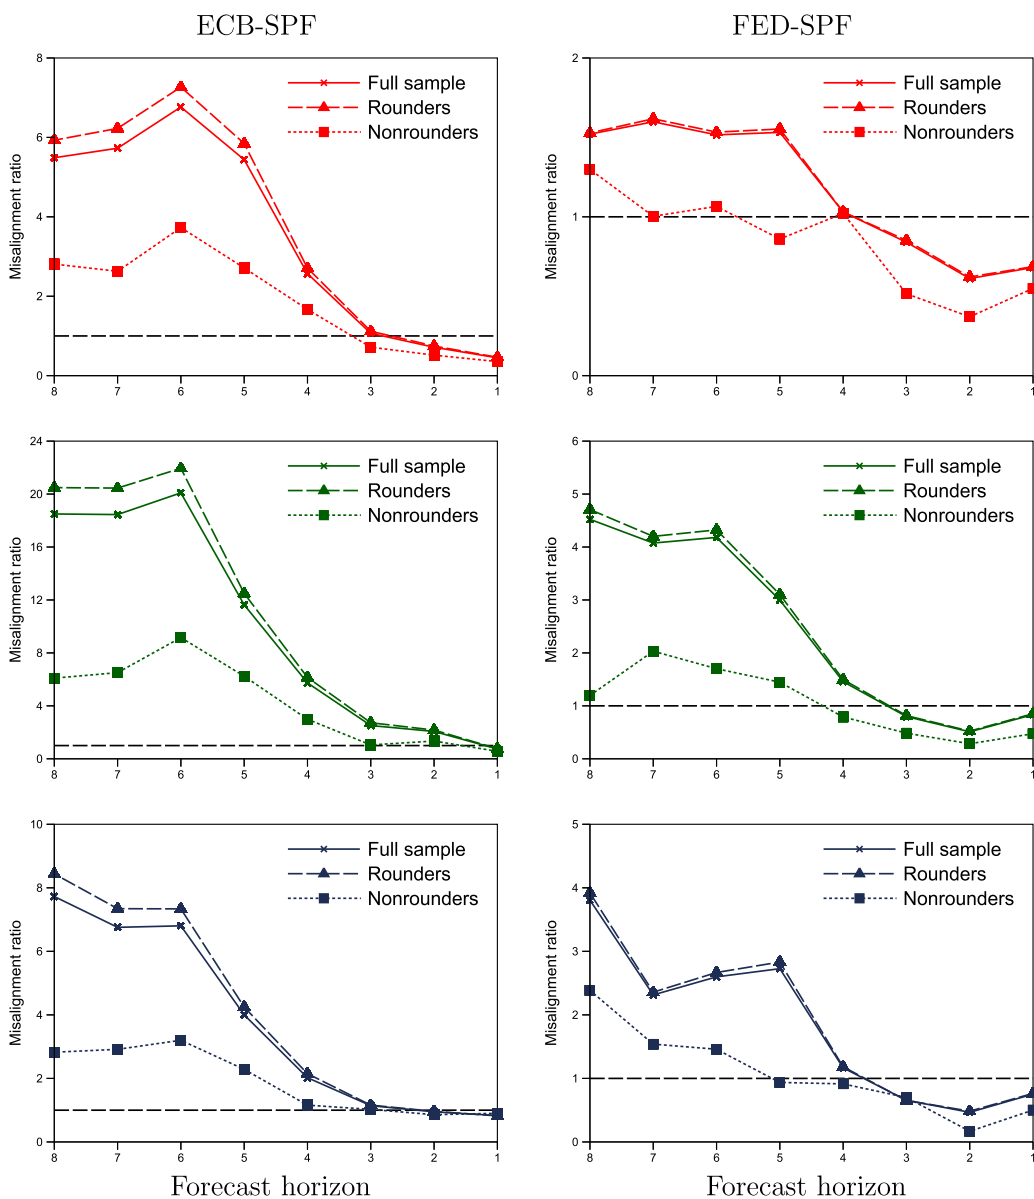 ECB-SPF
FED-SPF
8
6
4
2
0
Misalignment ratio
Full sample
Rounders
Nonrounders
8 7 6 5 4 3 2 1
2
1
0
Misalignment ratio
Full sample
Rounders
Nonrounders
8 7 6 5 4 3 2 1
24
20
16
12
8
4
0
Misalignment ratio
Full sample
Rounders
Nonrounders
8 7 6 5 4 3 2 1
6
5
4
3
2
1
0
Misalignment ratio
Full sample
Rounders
Nonrounders
8 7 6 5 4 3 2 1
10
8
6
4
2
0
Misalignment ratio
Full sample
Rounders
Nonrounders
8 7 6 5 4 3 2 1
Forecast horizon
5
4
3
2
1
0
Misalignment ratio
Full sample
Rounders
Nonrounders
8 7 6 5 4 3 2 1
Forecast horizon